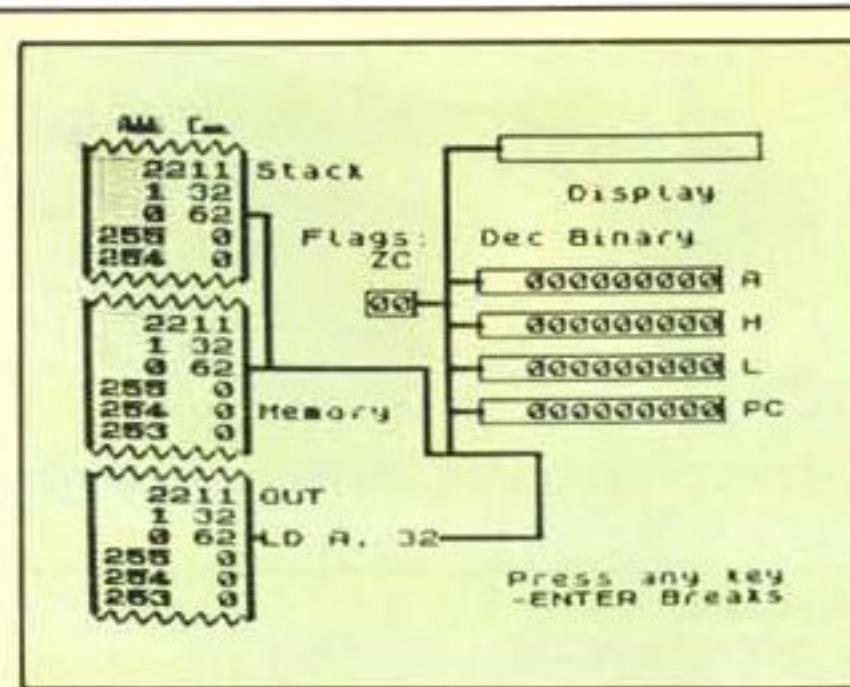 Add. Con.
2211 Stack
1 32
0 62
255 0
254 0
Display
Flags: Dec Binary
ZC
00
000000000 A
000000000 H
000000000 L
000000000 PC
2211
1 32
0 62
255 0
254 0 Memory
253 0
2211 OUT
1 32
0 62 LD A, 32
255 0
254 0
253 0
Press any key
-ENTER Breaks